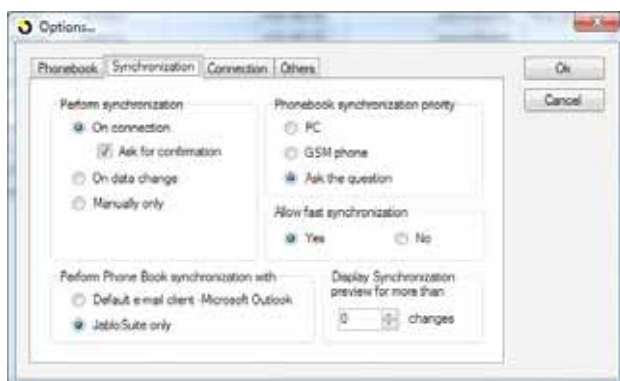 Options...
Phonebook Synchronization Connection Others
Ok
Cancel
Perform synchronization
On connection
Ask for confirmation
On data change
Manually only
Phonebook synchronization priority
PC
GSM phone
Ask the question
Allow fast synchronization
Yes No
Perform Phone Book synchronization with
Default e-mail client -Microsoft Outlook
JabloSuite only
Display Synchronization
preview for more than
0 changes